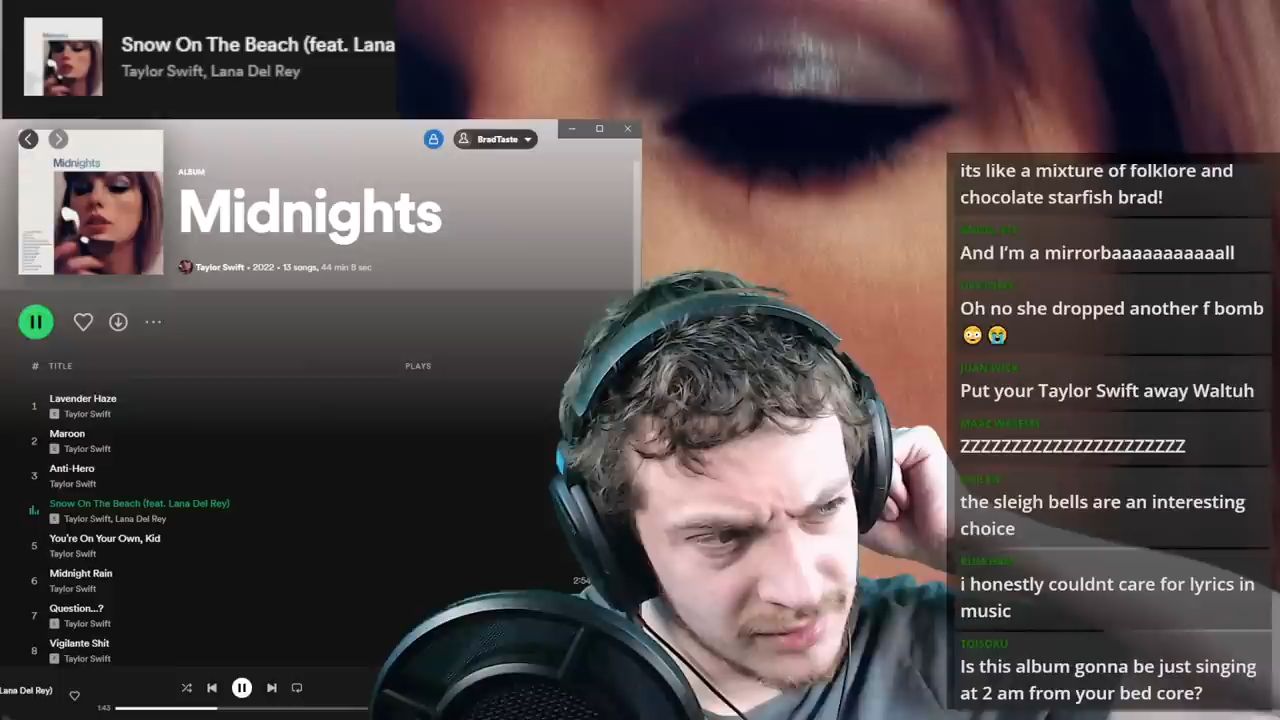 Snow On The Beach (feat. Lana
Taylor Swift, Lana Del Rey
BradTaste
Midnights
ALBUM
Midnights
Taylor Swift • 2022 • 13 songs, 44 min 8 sec
# TITLE PLAYS
1 Lavender Haze
E Taylor Swift
2 Maroon
E Taylor Swift
3 Anti-Hero
E Taylor Swift
Snow On The Beach (feat. Lana Del Rey)
E Taylor Swift, Lana Del Rey
5 You're On Your Own, Kid
Taylor Swift
6 Midnight Rain
Taylor Swift
2:54
7 Question...?
E Taylor Swift
8 Vigilante Shit
E Taylor Swift
Lana Del Rey)
1:43
its like a mixture of folklore and
chocolate starfish brad!
And I'm a mirrorbaaaaaaaaaaall
Oh no she dropped another f bomb
😳 😭
JUAN WICK
Put your Taylor Swift away Waltuh
ZZZZZZZZZZZZZZZZZZZZZZ
the sleigh bells are an interesting
choice
i honestly couldnt care for lyrics in
music
Is this album gonna be just singing
at 2 am from your bed core?